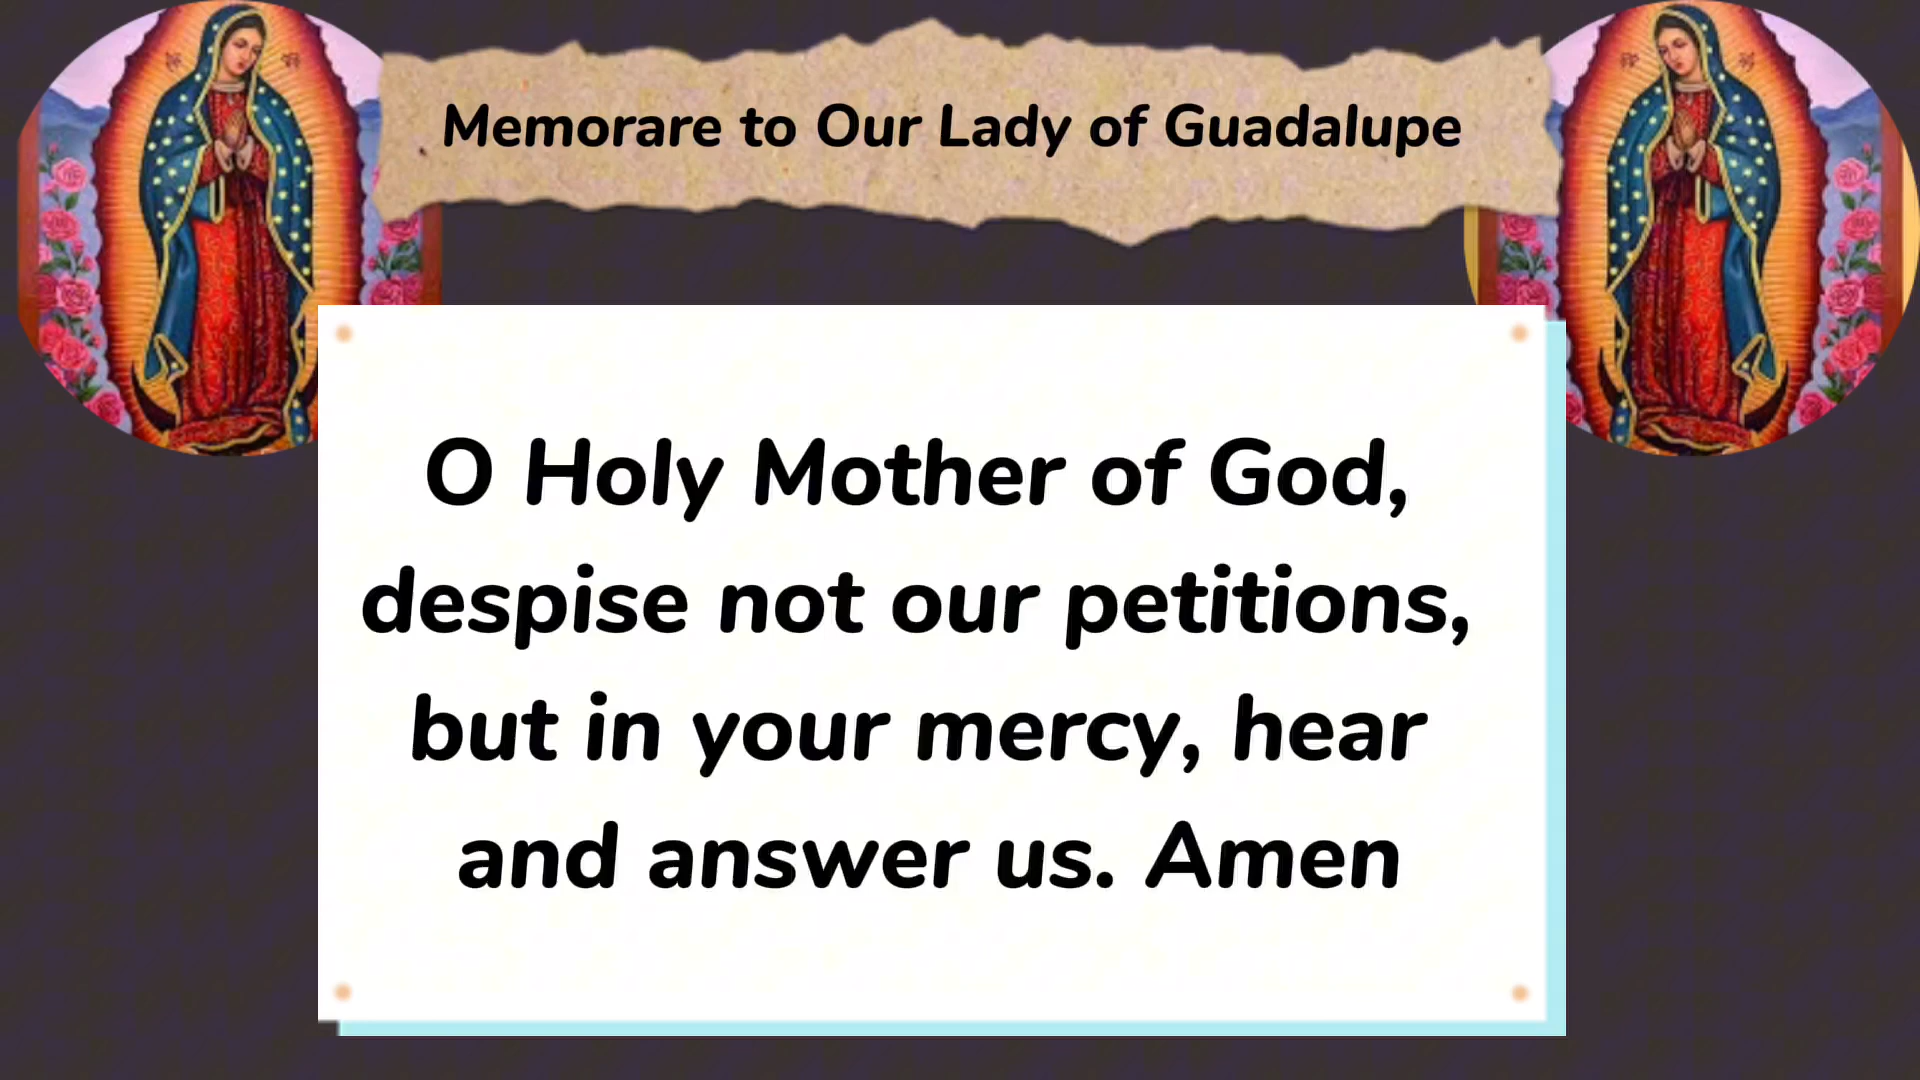 Memorare to Our Lady of Guadalupe
O Holy Mother of God,
despise not our petitions,
but in your mercy, hear
and answer us. Amen